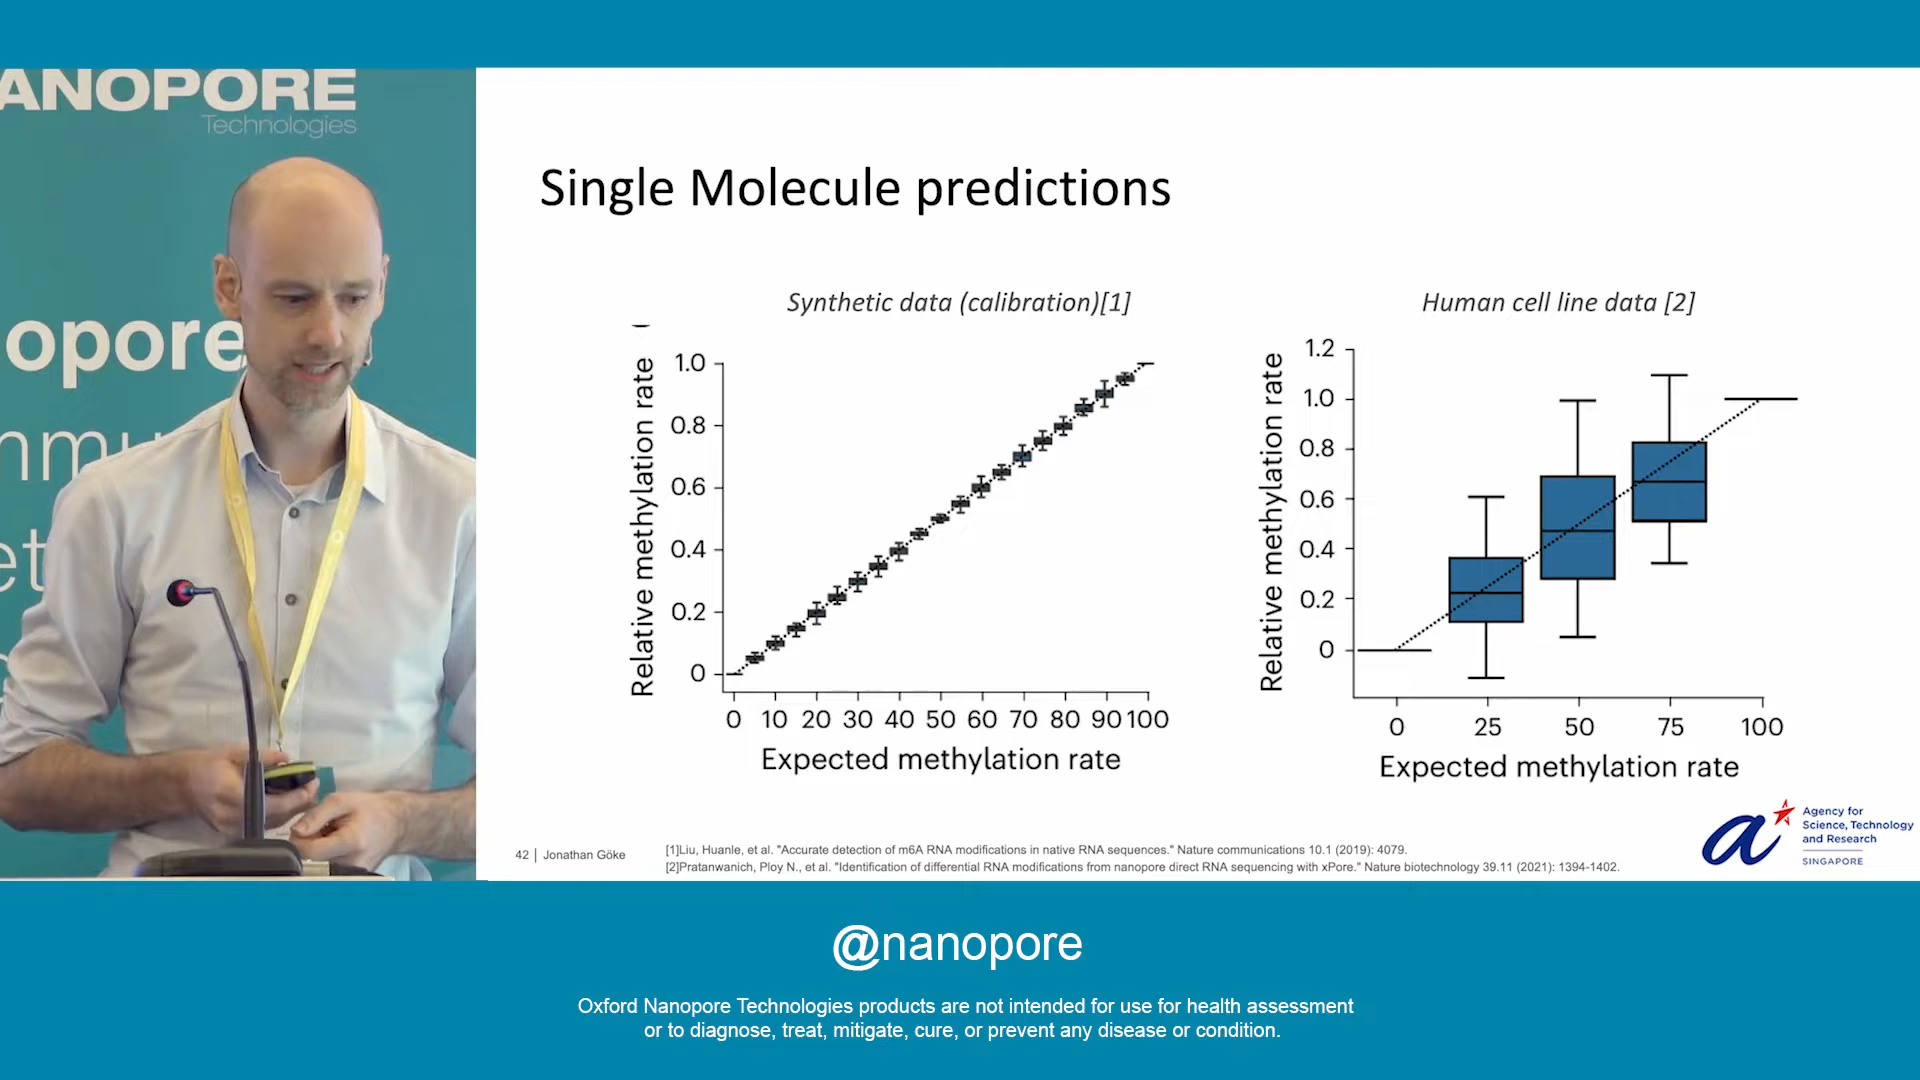 ANOPORE
Technologies
opore
mmu
et
Single Molecule predictions
Synthetic data (calibration)[1]
Relative methylation rate
1.0
0.8
0.6
0.4
0.2
0
0 10 20 30 40 50 60 70 80 90 100
Expected methylation rate
Human cell line data [2]
Relative methylation rate
1.2
1.0
0.8
0.6
0.4
0.2
0
0 25 50 75 100
Expected methylation rate
a
Agency for
Science, Technology
and Research
SINGAPORE
42 | Jonathan Göke
[1]Liu, Huanle, et al. "Accurate detection of m6A RNA modifications in native RNA sequences." Nature communications 10.1 (2019): 4079.
[2]Pratanwanich, Ploy N., et al. "Identification of differential RNA modifications from nanopore direct RNA sequencing with xPore." Nature biotechnology 39.11 (2021): 1394-1402.
@nanopore
Oxford Nanopore Technologies products are not intended for use for health assessment
or to diagnose, treat, mitigate, cure, or prevent any disease or condition.